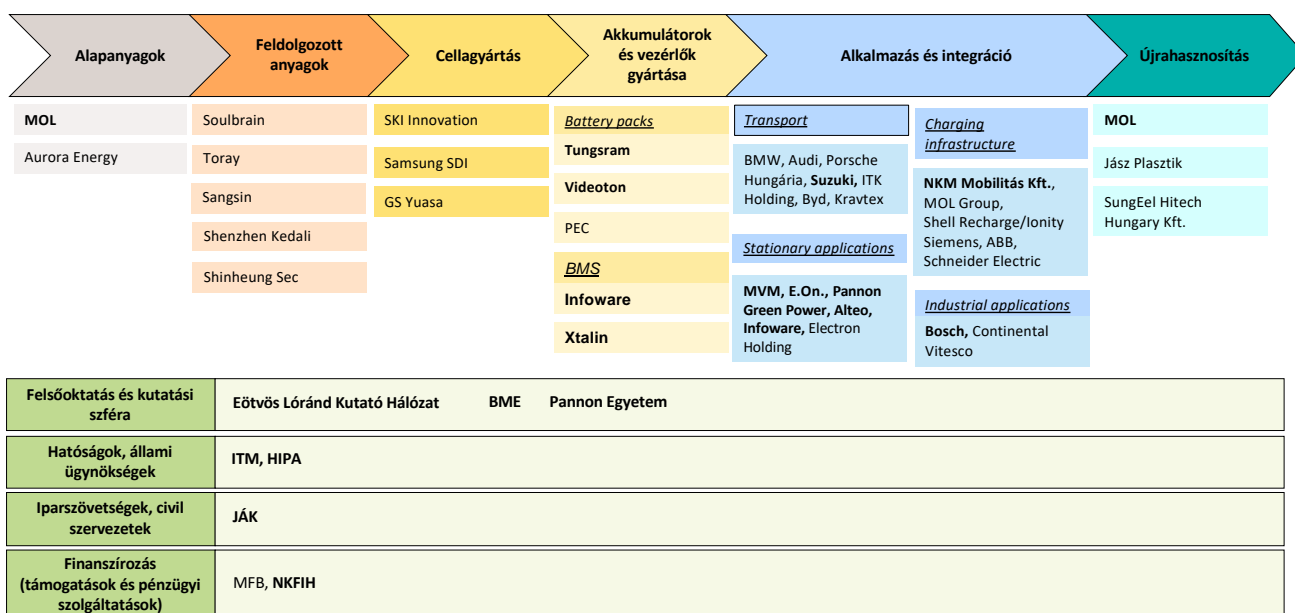 Alapanyagok
Feldolgozott
anyagok
Cellagyártás
Akkumulátorok
és vezérlők
gyártása
Alkalmazás és integráció
Újrahasznosítás
MOL
Aurora Energy
Soulbrain
Toray
Sangsin
Shenzhen Kedali
Shinheung Sec
SKI Innovation
Samsung SDI
GS Yuasa
Battery packs
Tungsram
Videoton
PEC
BMS
Infoware
Xtalin
Transport
BMW, Audi, Porsche
Hungária, Suzuki, ITK
Holding, Byd, Kravtex
Stationary applications
MVM, E.On., Pannon
Green Power, Alteo,
Infoware, Electron
Holding
Charging
infrastructure
NKM Mobilitás Kft.,
MOL Group,
Shell Recharge/Ionity
Siemens, ABB,
Schneider Electric
Industrial applications
Bosch, Continental
Vitesco
MOL
Jász Plasztik
SungEel Hitech
Hungary Kft.
Felsőoktatás és kutatási
szféra
Eötvös Lóránd Kutató Hálózat BME Pannon Egyetem
Hatóságok, állami
ügynökségek
ITM, HIPA
Iparszövetségek, civil
szervezetek
JÁK
Finanszírozás
(támogatások és pénzügyi
szolgáltatások)
MFB, NKFIH